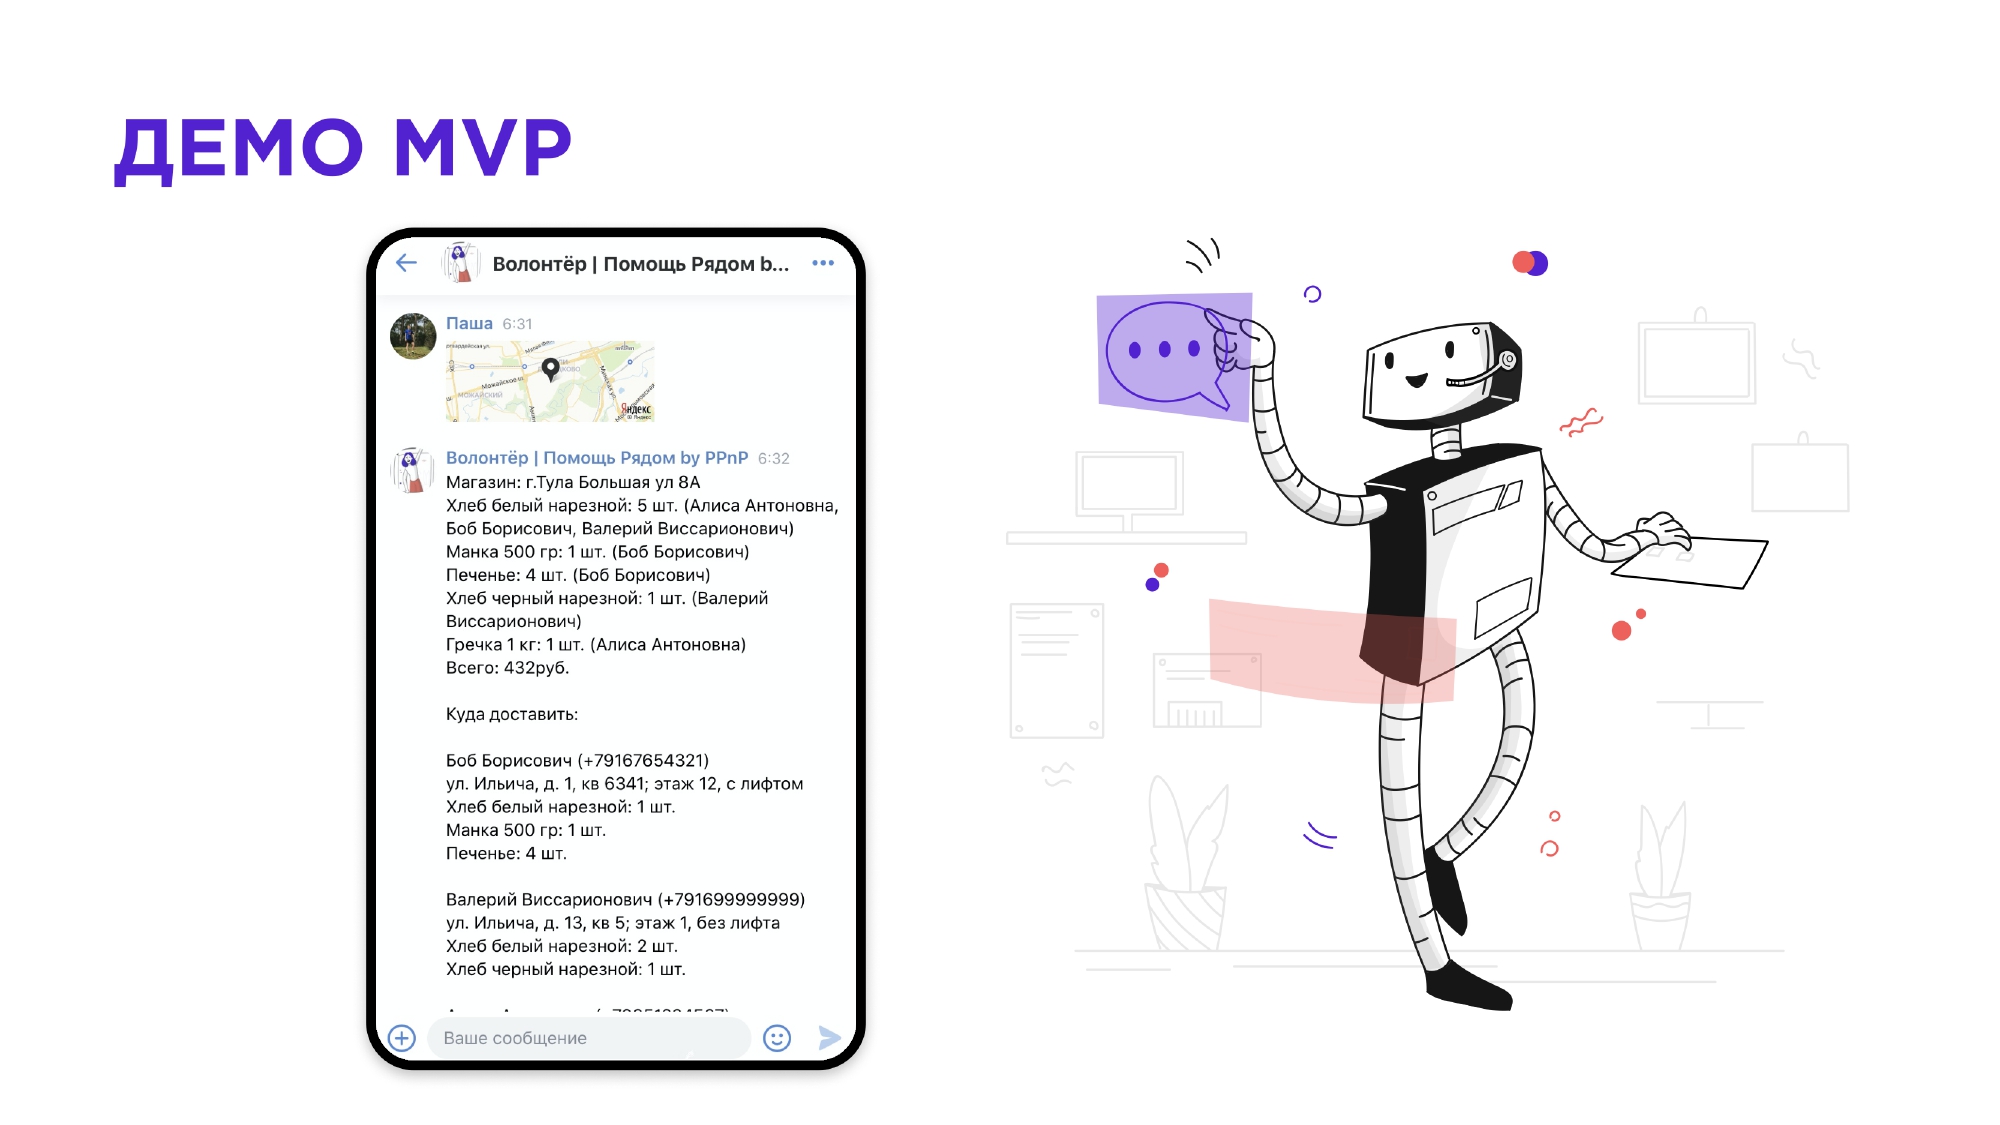 ДЕМО MVP
Волонтёр | Помощь Рядом b...
Паша 6:31
Можайское ш.
МОЖАЙСКИЙ
Яндекс
© Яндекс
Волонтёр | Помощь Рядом by PPnP 6:32
Магазин: г.Тула Большая ул 8А
Хлеб белый нарезной: 5 шт. (Алиса Антоновна,
Боб Борисович, Валерий Виссарионович)
Манка 500 гр: 1 шт. (Боб Борисович)
Печенье: 4 шт. (Боб Борисович)
Хлеб черный нарезной: 1 шт. (Валерий
Виссарионович)
Гречка 1 кг: 1 шт. (Алиса Антоновна)
Всего: 432руб.
Куда доставить:
Боб Борисович (+79167654321)
ул. Ильича, д. 1, кв 6341; этаж 12, с лифтом
Хлеб белый нарезной: 1 шт.
Манка 500 гр: 1 шт.
Печенье: 4 шт.
Валерий Виссарионович (+791699999999)
ул. Ильича, д. 13, кв 5; этаж 1, без лифта
Хлеб белый нарезной: 2 шт.
Хлеб черный нарезной: 1 шт.
Ваше сообщение